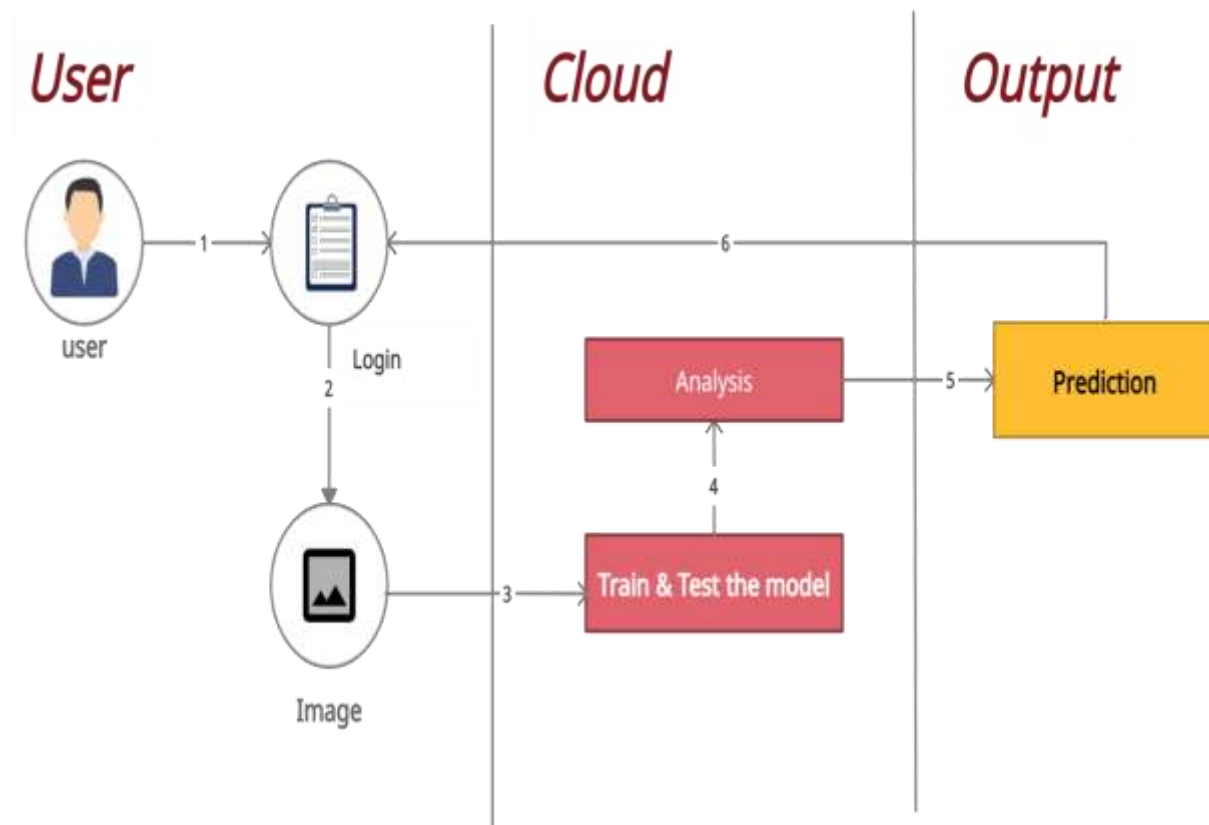 User
Cloud
Output
1
6
user
Login
2
Analysis
5
Prediction
4
Train & Test the model
3
Image